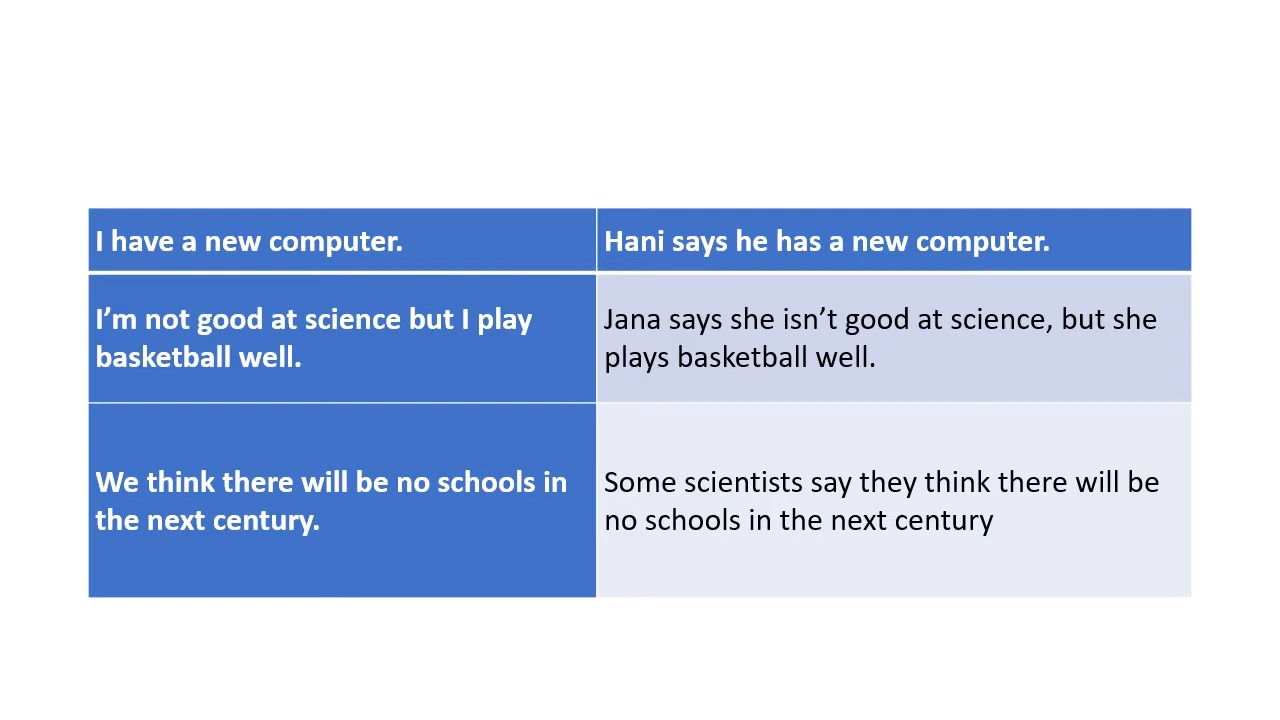 I have a new computer.
Hani says he has a new computer.
I'm not good at science but I play
basketball well.
Jana says she isn't good at science, but she
plays basketball well.
We think there will be no schools in
the next century.
Some scientists say they think there will be
no schools in the next century